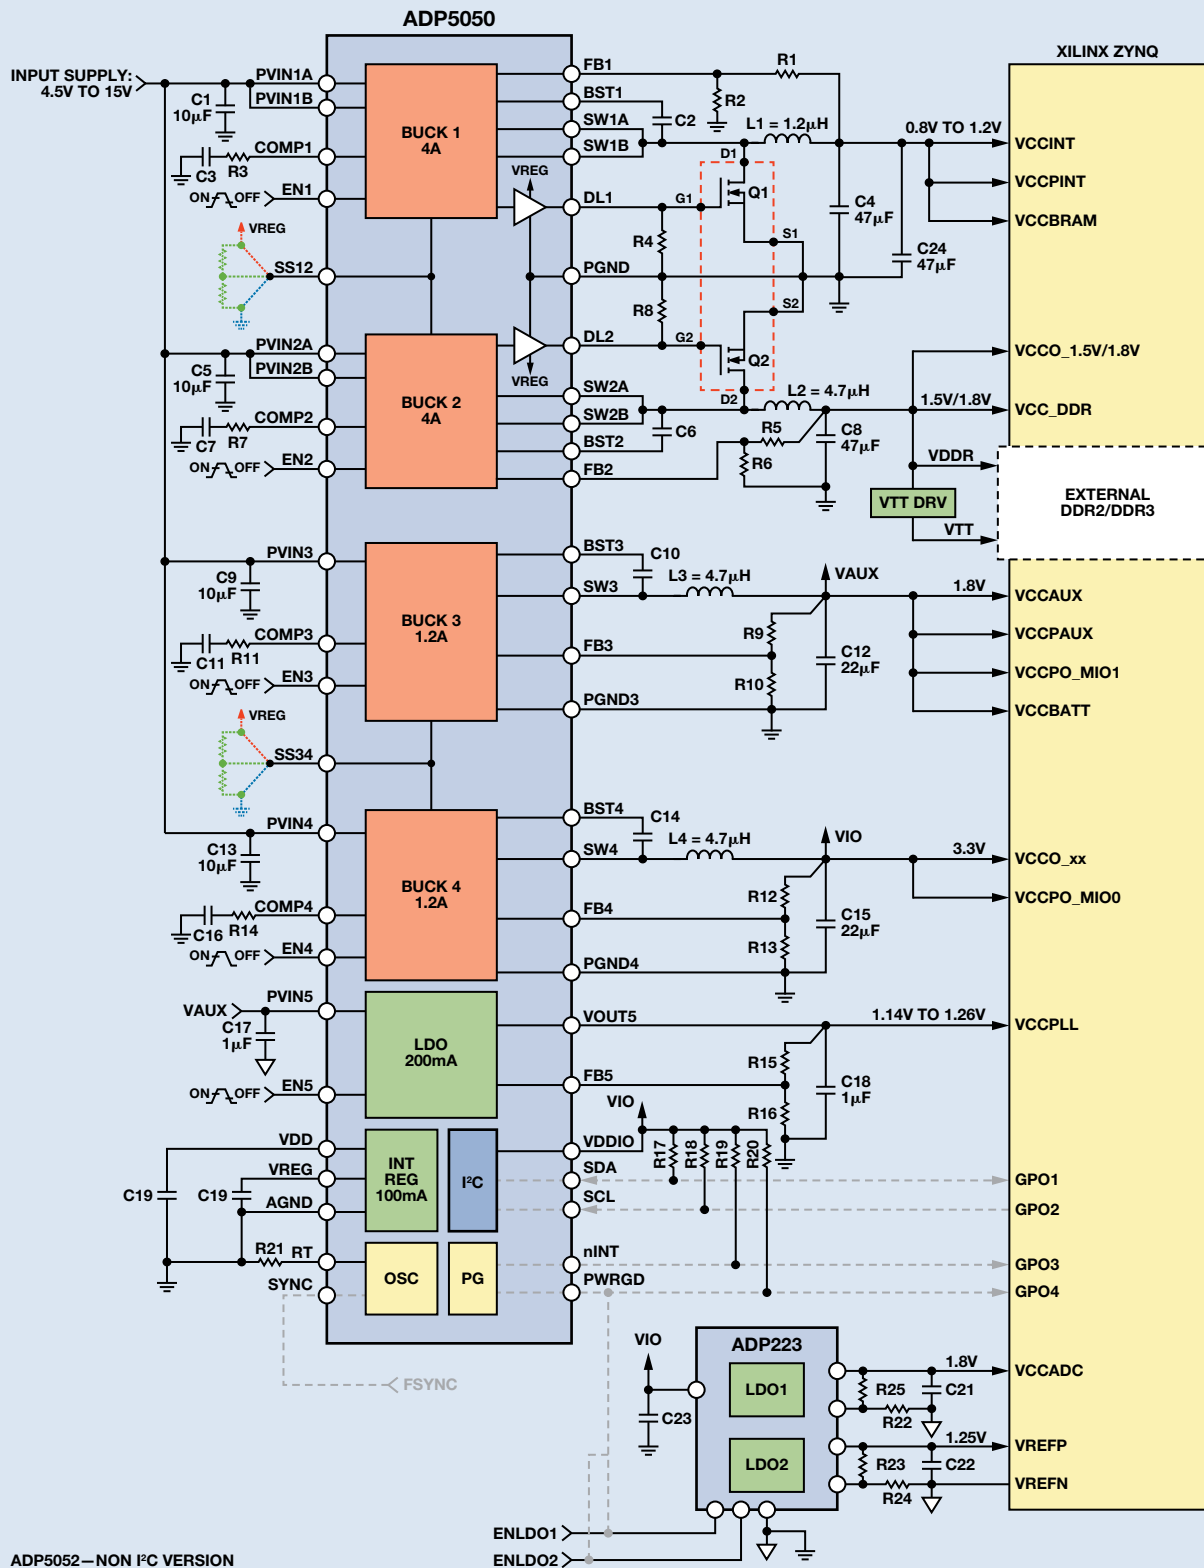 ADP5050
XILINX ZYNQ
INPUT SUPPLY:
4.5V TO 15V
PVIN1A
PVIN1B
C1
10µF
COMP1
C3
R3
ON
OFF
EN1
VREG
SS12
PVIN2A
PVIN2B
C5
10µF
COMP2
C7
R7
ON
OFF
EN2
PVIN3
C9
10µF
COMP3
C11
R11
ON
OFF
EN3
VREG
SS34
PVIN4
C13
10µF
COMP4
C16
R14
ON
OFF
EN4
VAUX
PVIN5
C17
1µF
ON
OFF
EN5
VDD
VREG
C19
C19
AGND
R21
RT
SYNC
FSYNC
BUCK 1
4A
VREG
BUCK 2
4A
VREG
BUCK 3
1.2A
BUCK 4
1.2A
LDO
200mA
INT
REG
100mA
I²C
OSC
PG
FB1
BST1
SW1A
SW1B
DL1
PGND
DL2
SW2A
SW2B
BST2
FB2
BST3
SW3
FB3
PGND3
BST4
SW4
FB4
PGND4
VOUT5
FB5
VDDIO
SDA
SCL
nINT
PWRGD
R1
R2
C2
L1 = 1.2µH
D1
G1
Q1
S1
R4
R8
S2
G2
Q2
D2
C4
47µF
C24
47µF
0.8V TO 1.2V
L2 = 4.7µH
C6
R5
R6
C8
47µF
1.5V/1.8V
VDDR
VTT DRV
VTT
C10
L3 = 4.7µH
VAUX
R9
R10
C12
22µF
1.8V
C14
L4 = 4.7µH
VIO
R12
R13
C15
22µF
3.3V
1.14V TO 1.26V
R15
R16
C18
1µF
VIO
R17
R18
R19
R20
VCCINT
VCCPINT
VCCBRAM
VCCO_1.5V/1.8V
VCC_DDR
EXTERNAL
DDR2/DDR3
VCCAUX
VCCPAUX
VCCPO_MIO1
VCCBATT
VCCO_xx
VCCPO_MIO0
VCCPLL
GPO1
GPO2
GPO3
GPO4
VIO
ADP223
C23
LDO1
LDO2
R25
R22
C21
1.8V
VCCADC
R23
R24
C22
1.25V
VREFP
VREFN
ENLDO1
ENLDO2
ADP5052—NON I²C VERSION